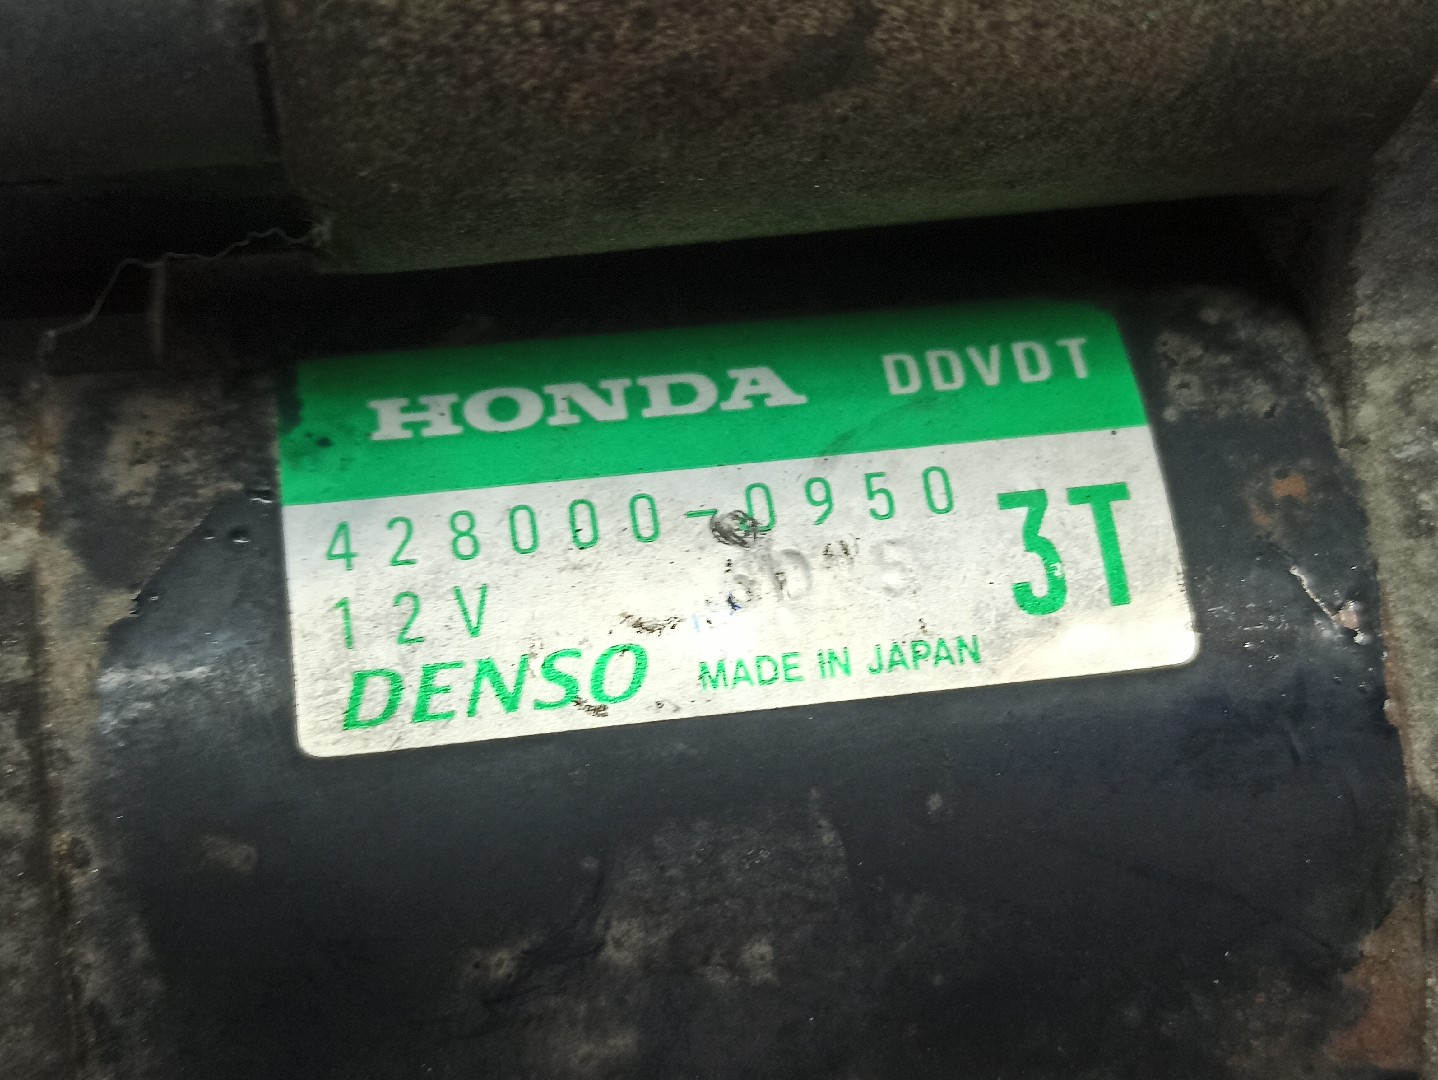 HONDA DDVDT
428000-0950
3T
12V
DENSO MADE IN JAPAN